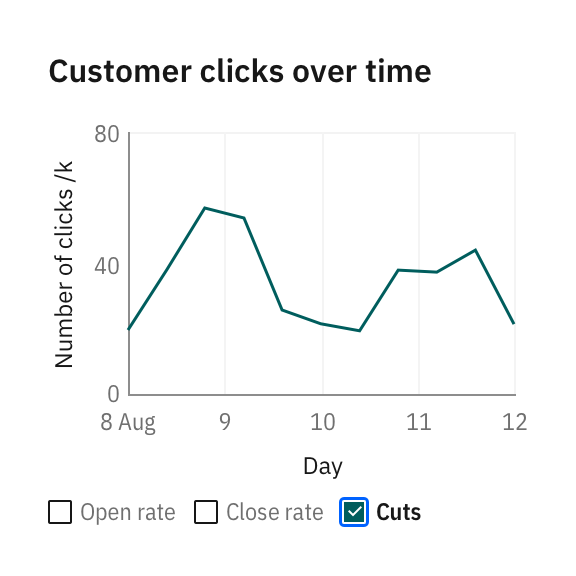 Customer clicks over time
Number of clicks /k
80
40
0
8 Aug 9 10 11 12
Day
Open rate Close rate Cuts